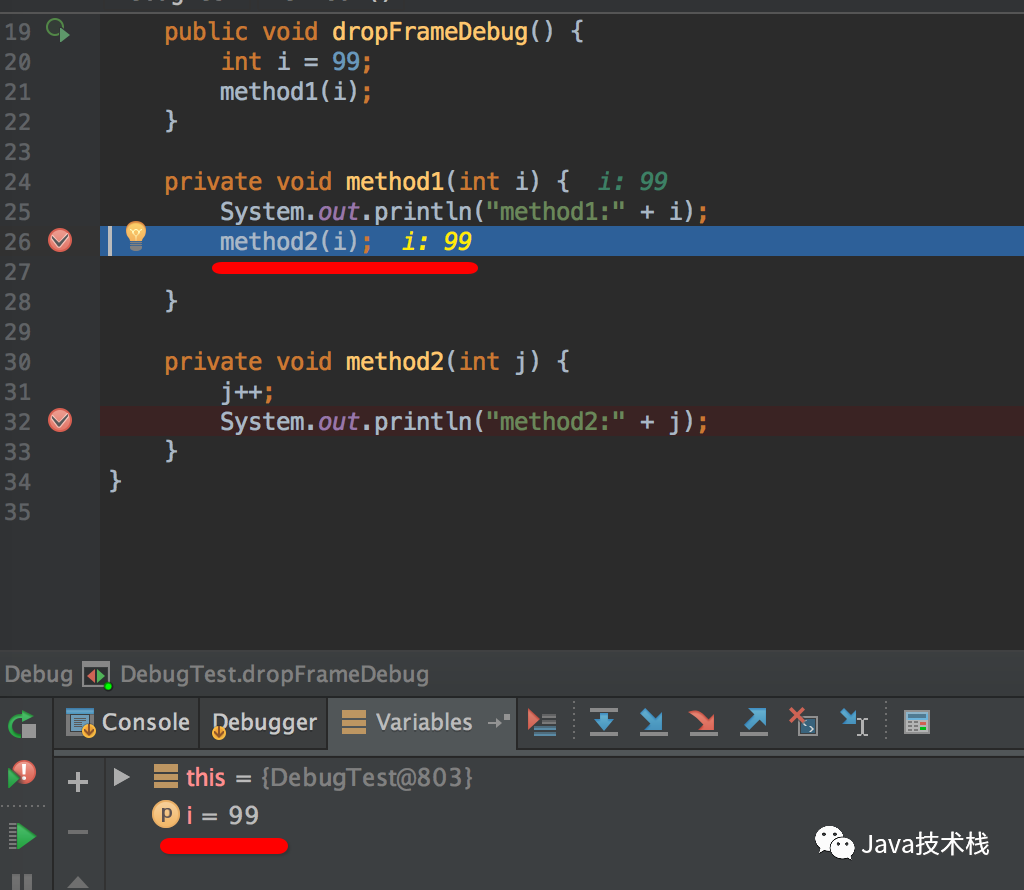 19 public void dropFrameDebug() {
20 int i = 99;
21 method1(i);
22 }
23
24 private void method1(int i) { i: 99
25 System.out.println("method1:" + i);
26 method2(i); i: 99
27
28 }
29
30 private void method2(int j) {
31 j++;
32 System.out.println("method2:" + j);
33 }
34 }
35
Debug DebugTest.dropFrameDebug
Console Debugger Variables
this = {DebugTest@803}
p i = 99
Java技术栈